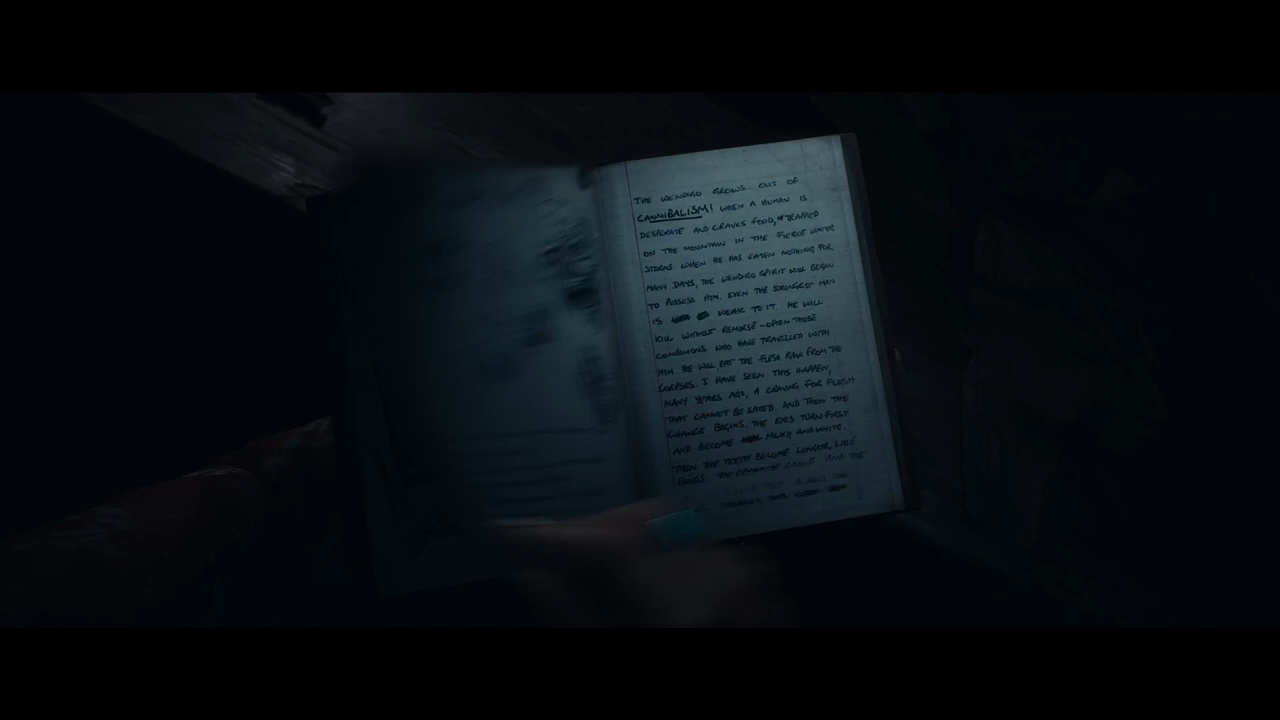 THE WENDIGO GROWS OUT OF
CANNIBALISM! WHEN A HUMAN IS
DESPERATE AND CRAVES FOOD, TRAPPED
ON THE MOUNTAIN IN THE FIERCE WINTER
STORMS. WHEN HE HAS EATEN NOTHING FOR
MANY DAYS, THE WENDIGO SPIRIT WILL BEGIN
TO POSSESS HIM. EVEN THE STRONGEST MAN
IS WEAK TO IT. HE WILL
KILL WITHOUT REMORSE - OFTEN THOSE
COMPANIONS WHO HAVE TRAVELLED WITH
HIM. HE WILL EAT THE FLESH RAW FROM THE
CORPSES. I HAVE SEEN THIS HAPPEN,
MANY YEARS AGO, A CRAVING FOR FLESH
THAT CANNOT BE SATED. AND THEN THE
CHANGE BEGINS. THE EYES TURN FIRST
AND BECOME MILKY AND WHITE.
THEN THE TEETH BECOME LONGER, LIKE
FANGS. THE AND THE